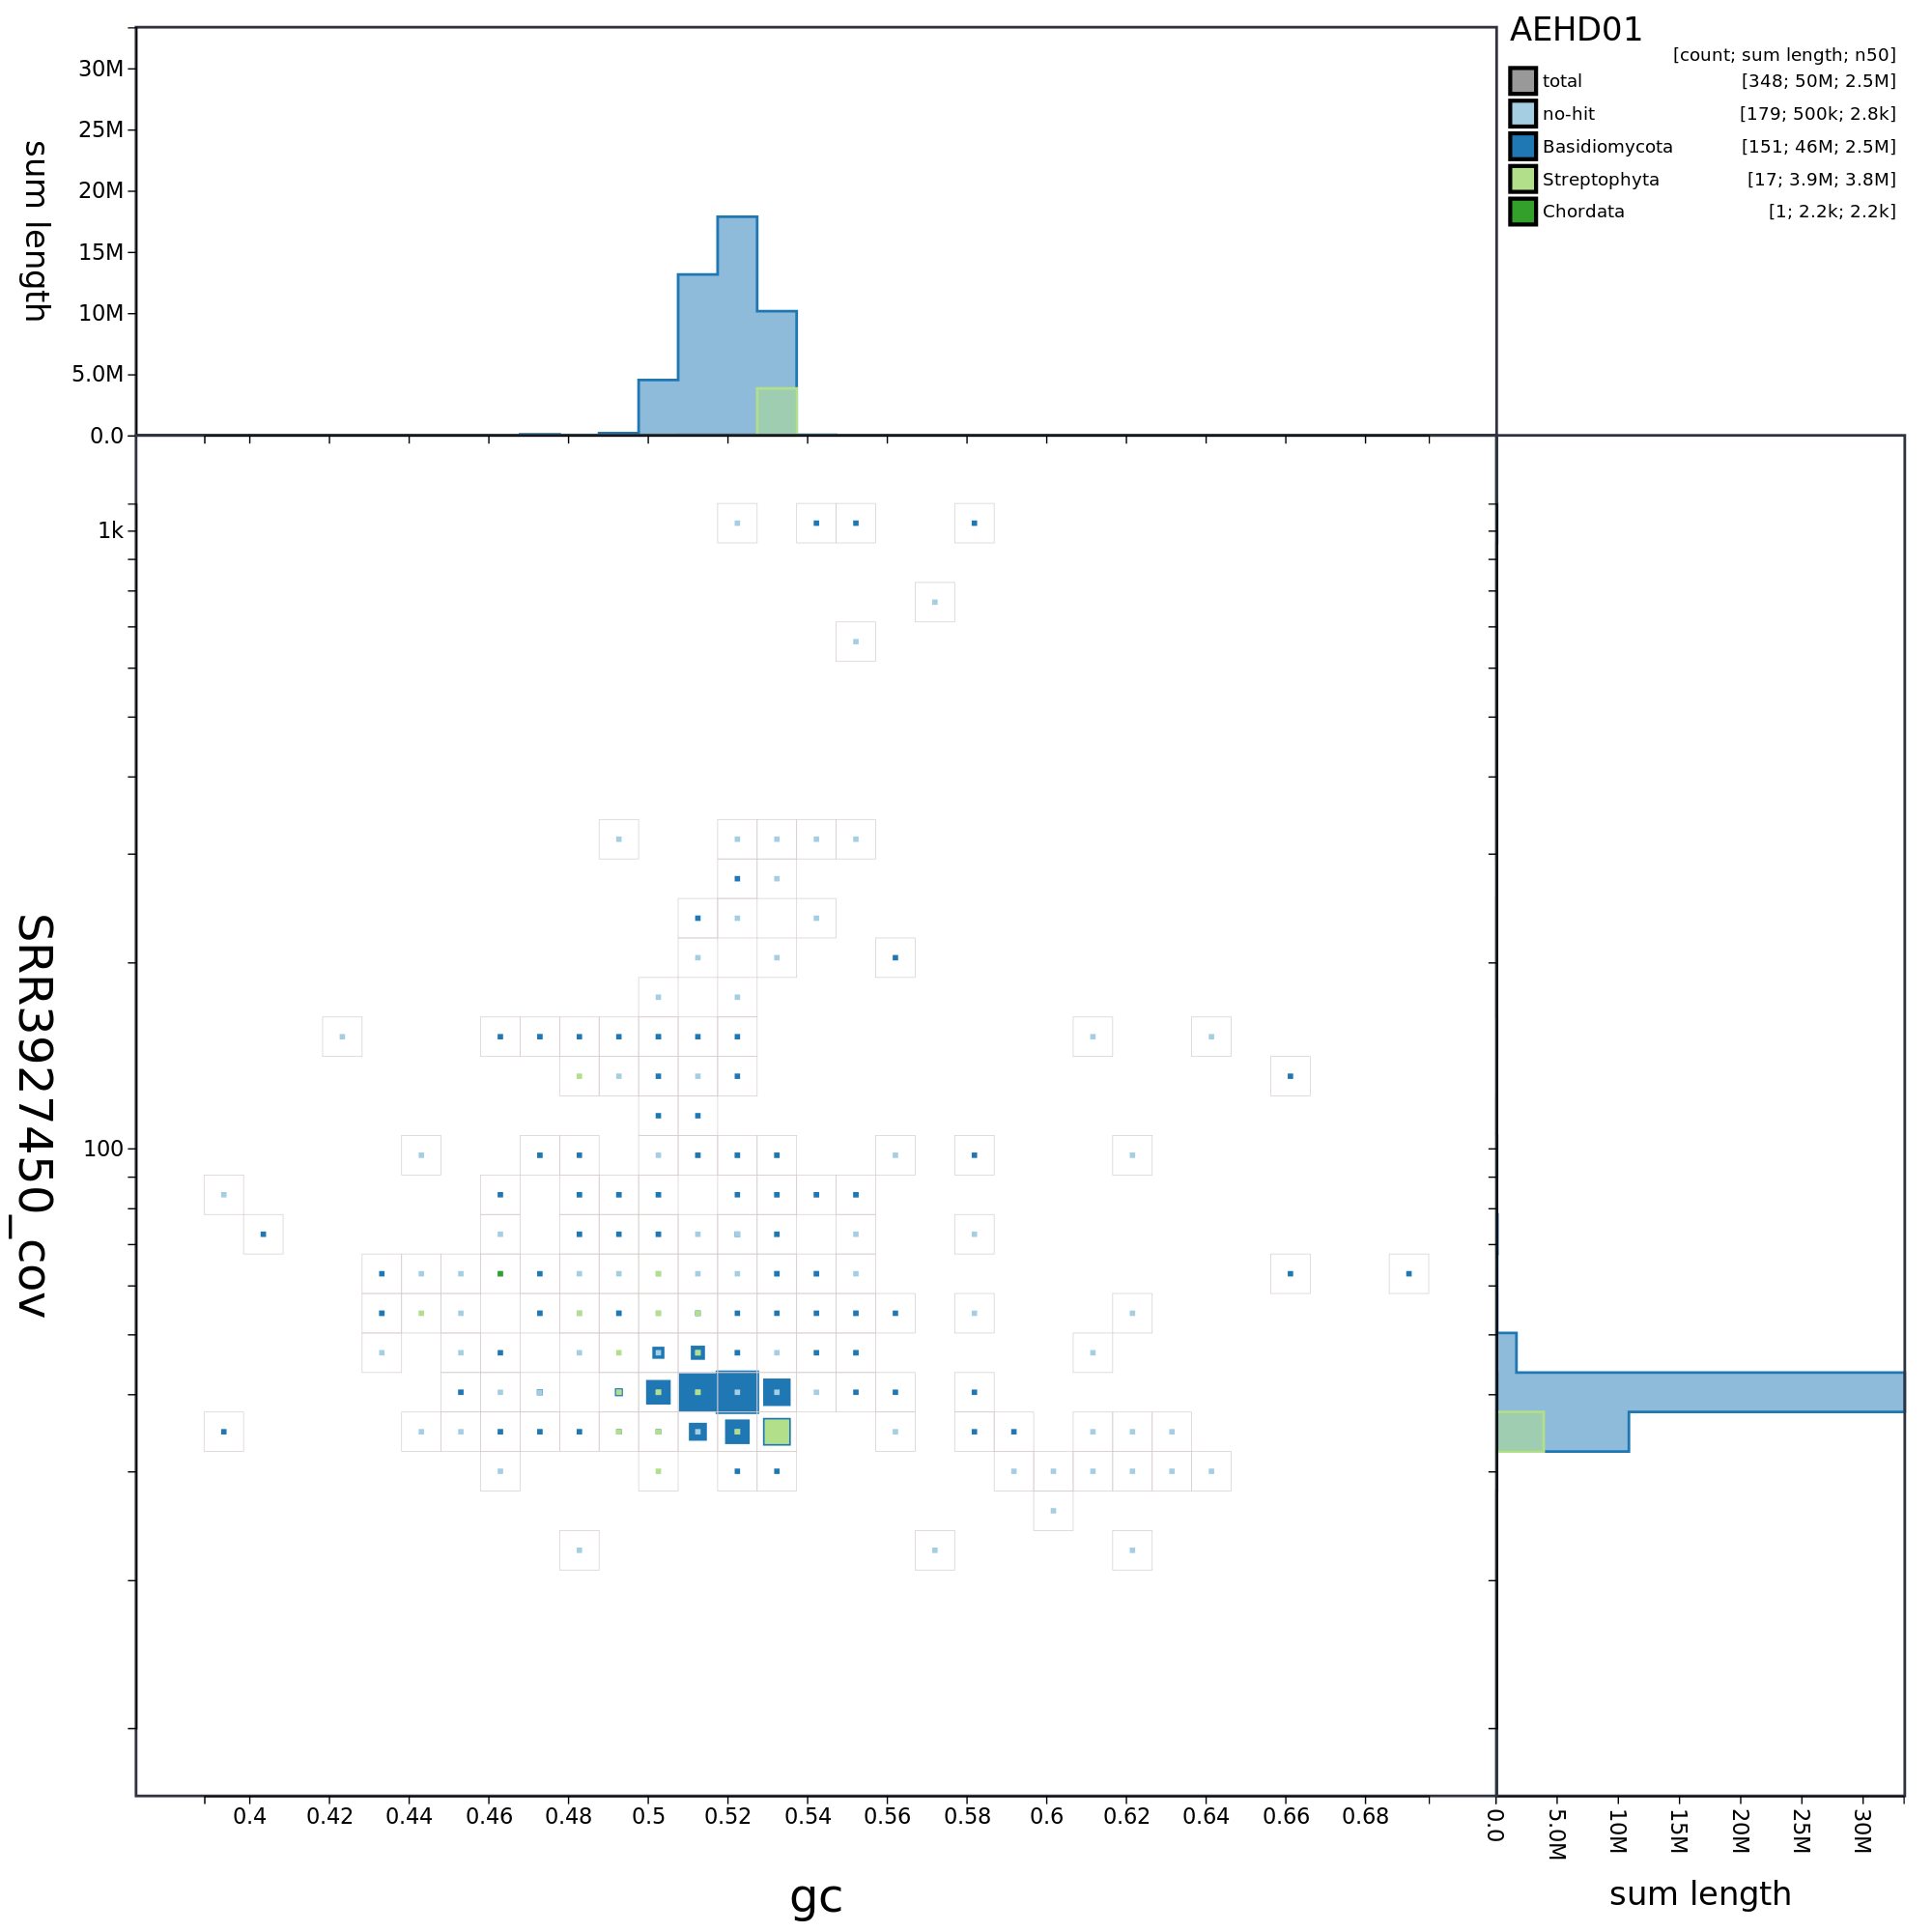 AEHD01
[count; sum length; n50]
total [348; 50M; 2.5M]
no-hit [179; 500k; 2.8k]
Basidiomycota [151; 46M; 2.5M]
Streptophyta [17; 3.9M; 3.8M]
Chordata [1; 2.2k; 2.2k]
sum length
30M
25M
20M
15M
10M
5.0M
0.0
SRR3927450_cov
1k
100
0.4 0.42 0.44 0.46 0.48 0.5 0.52 0.54 0.56 0.58 0.6 0.62 0.64 0.66 0.68
gc
0.0 5.0M 10M 15M 20M 25M 30M
sum length